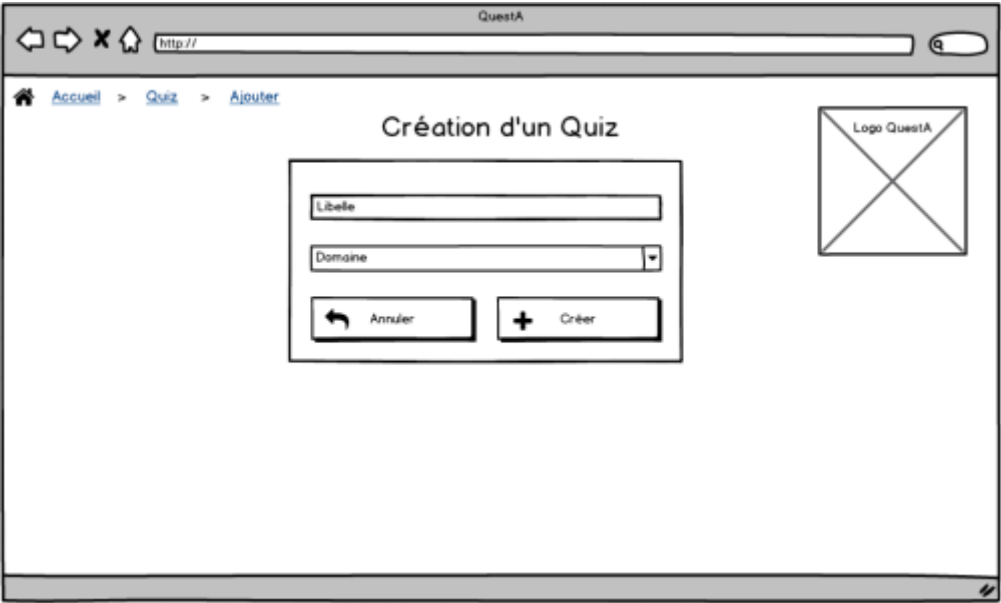 QuestA
http://
Accueil > Quiz > Ajouter
Création d'un Quiz
Logo QuestA
Libelle
Domaine
Annuler
Créer